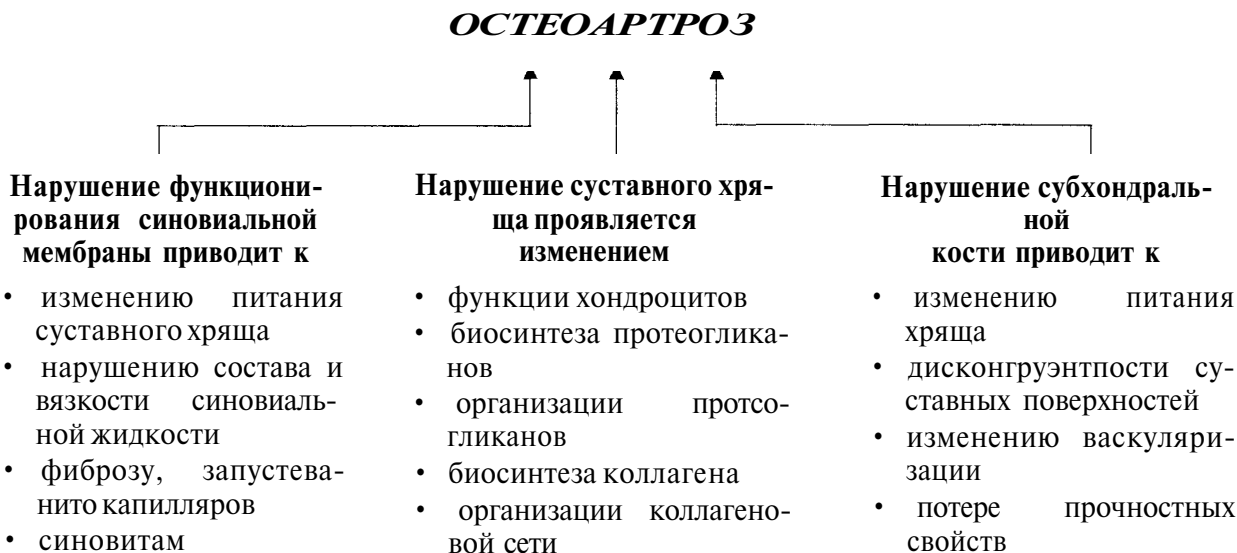 ОСТЕОАРТРОЗ
Нарушение функциони-
рования синовиальной
мембраны приводит к
• изменению питания
суставного хряща
• нарушению состава и
вязкости синовиаль-
ной жидкости
• фиброзу, запустева-
нито капилляров
• синовитам
Нарушение суставного хря-
ща проявляется
изменением
• функции хондроцитов
• биосинтеза протеоглика-
нов
• организации протсо-
гликанов
• биосинтеза коллагена
• организации коллагено-
вой сети
Нарушение субхондраль-
ной
кости приводит к
• изменению питания
хряща
• дисконгруэнтпости су-
ставных поверхностей
• изменению васкуляри-
зации
• потере прочностных
свойств